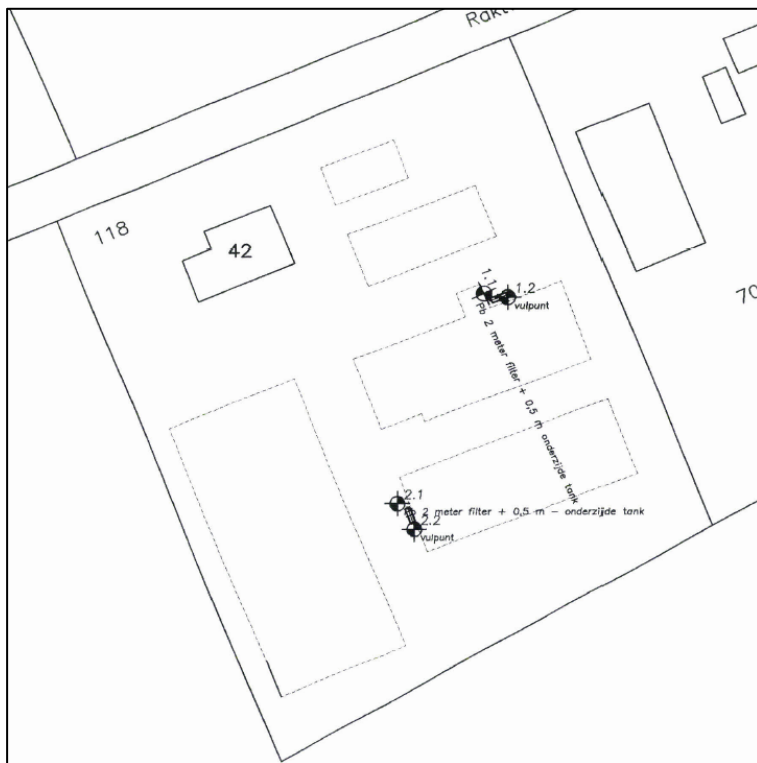 118
42
1.1
1.2
vulpunt
Pb 2 meter filter + 0,5 m onderzijde tank
70
2.1
2 meter filter + 0,5 m - onderzijde tank
2.2
vulpunt